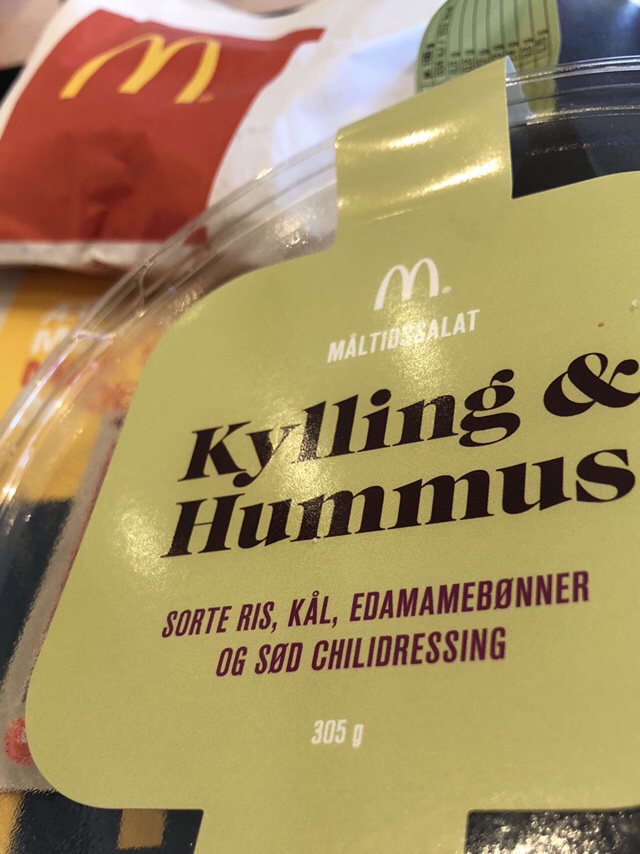 MÅLTIDSSALAT
Kylling &
Hummus
SORTE RIS, KÅL, EDAMAMEBØNNER
OG SØD CHILIDRESSING
305 g